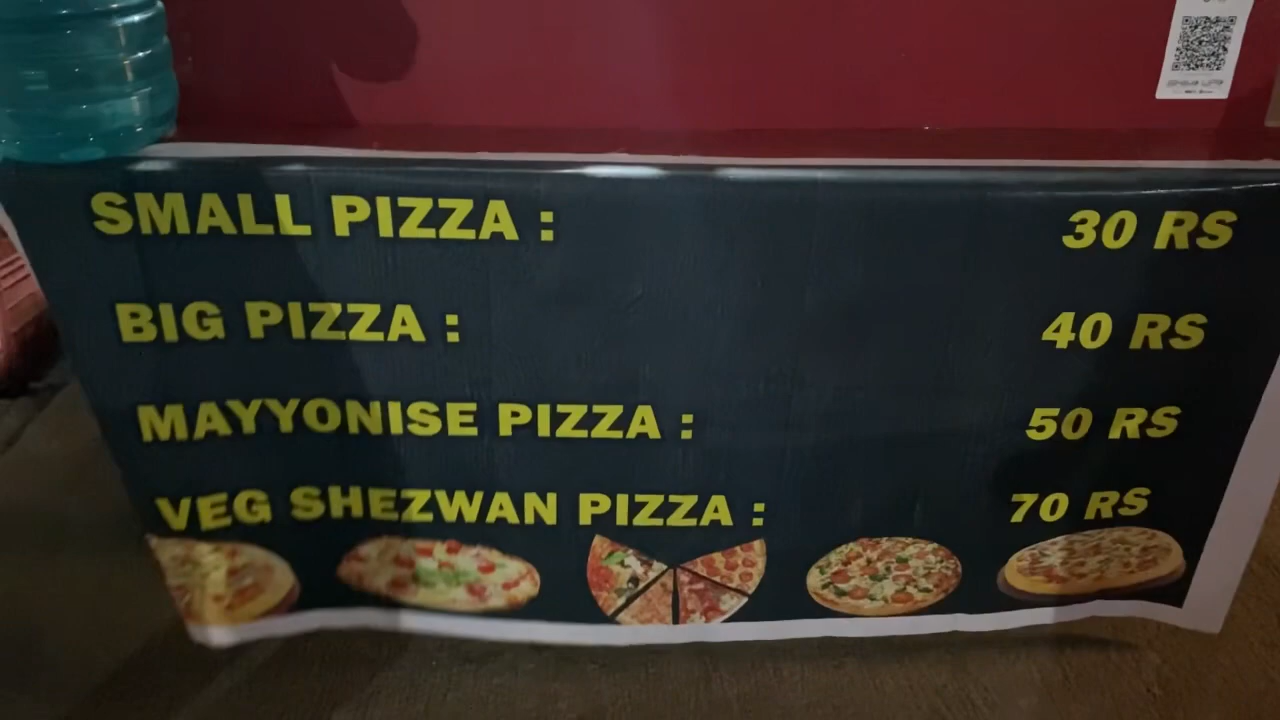 SMALL PIZZA : 30 RS
BIG PIZZA : 40 RS
MAYYONISE PIZZA : 50 RS
VEG SHEZWAN PIZZA : 70 RS